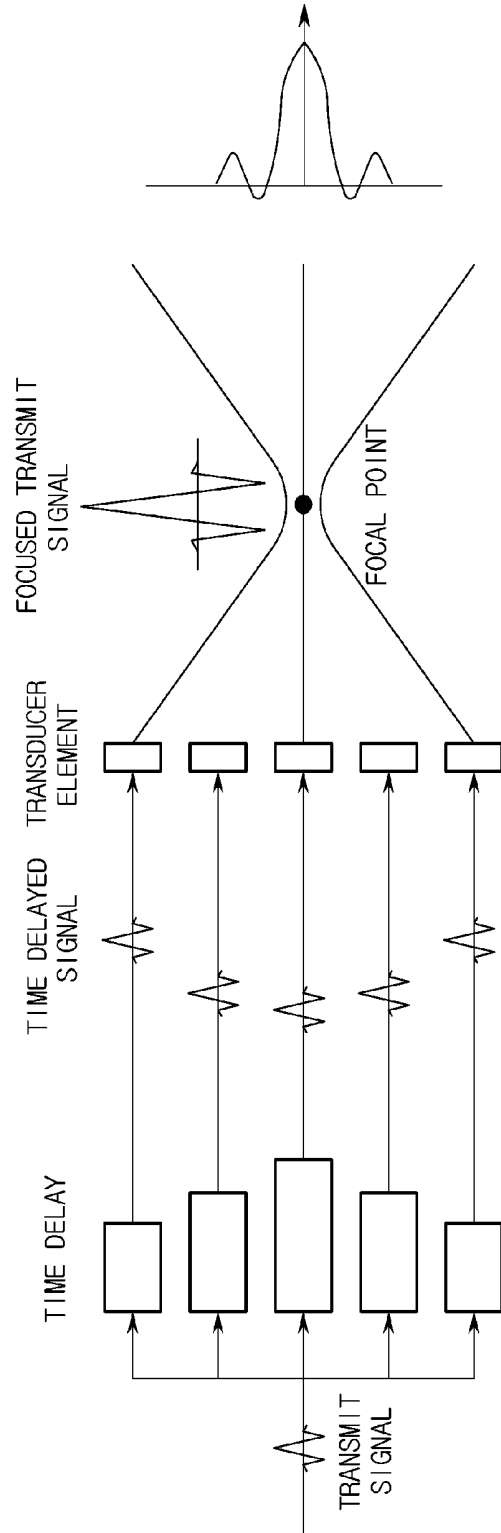 TRANSMIT
SIGNAL
TIME DELAY
TIME DELAYED
SIGNAL
TRANSDUCER
ELEMENT
FOCUSED TRANSMIT
SIGNAL
FOCAL POINT